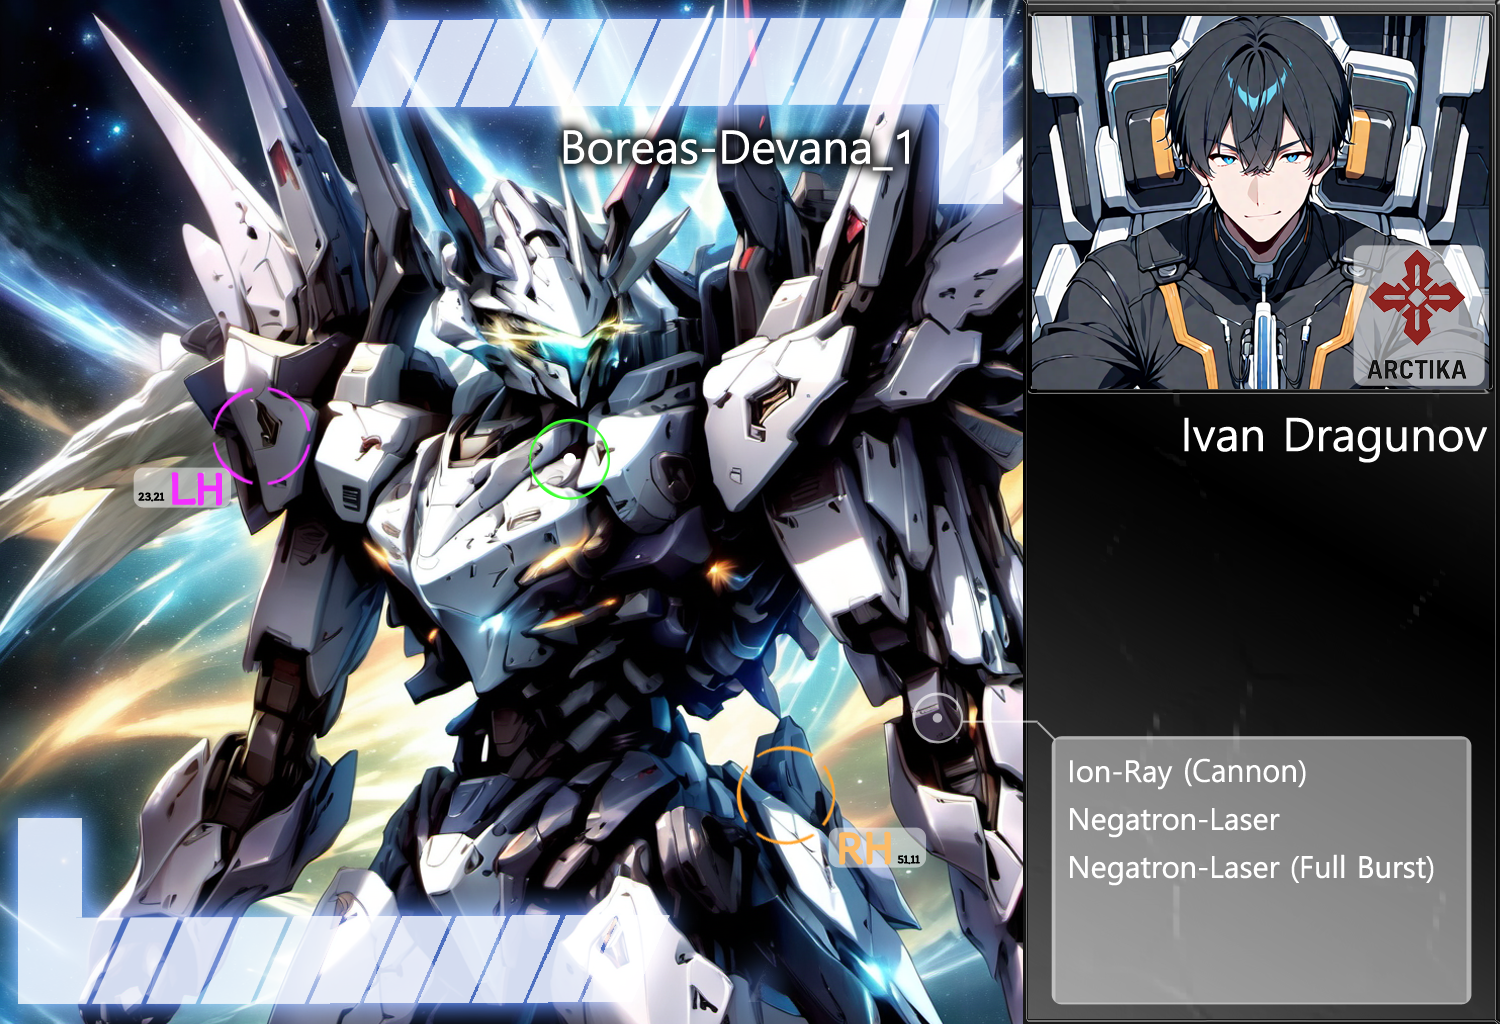 Boreas-Devana_1
ARCTIKA
Ivan Dragunov
23,21 LH
RH 51,11
Ion-Ray (Cannon)
Negatron-Laser
Negatron-Laser (Full Burst)